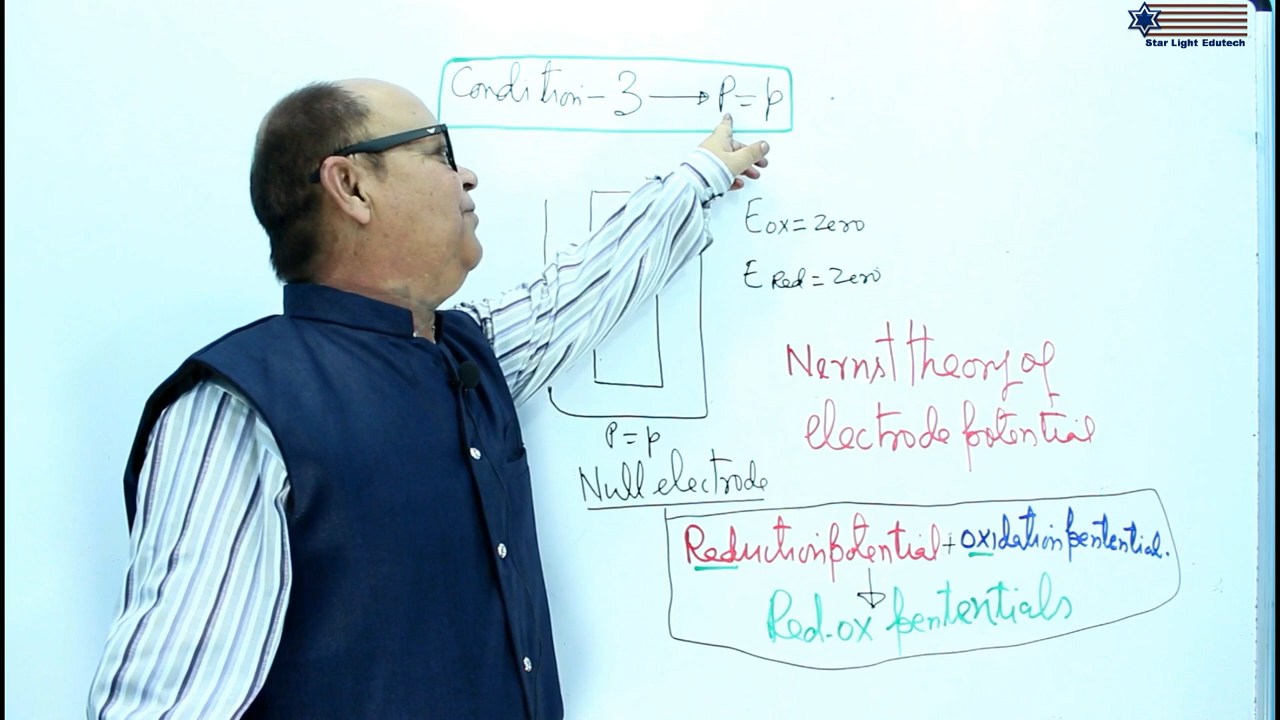 Star Light Edutech
Condition - 3 → P = p
Eox = Zero
E Red = Zero
Nernst theory of
electrode potential
P = p
Null electrode
Reduction potential + oxidation pentential.
↓
Red-ox pententials